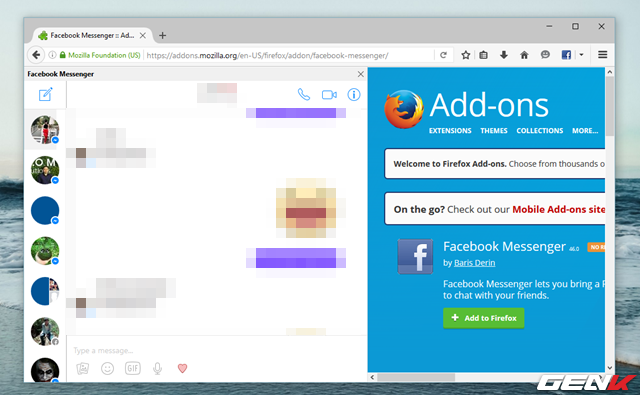 Facebook Messenger :: Ad...
Mozilla Foundation (US)
https://addons.mozilla.org/en-US/firefox/addon/facebook-messenger/
Facebook Messenger
Add-ons
EXTENSIONS THEMES COLLECTIONS MORE...
Welcome to Firefox Add-ons. Choose from thousands o
On the go? Check out our Mobile Add-ons site
Facebook Messenger 46.0 NO RE
by Baris Derin
Facebook Messenger lets you bring a F
to chat with your friends.
+ Add to Firefox
Type a message...
GIF
GENK